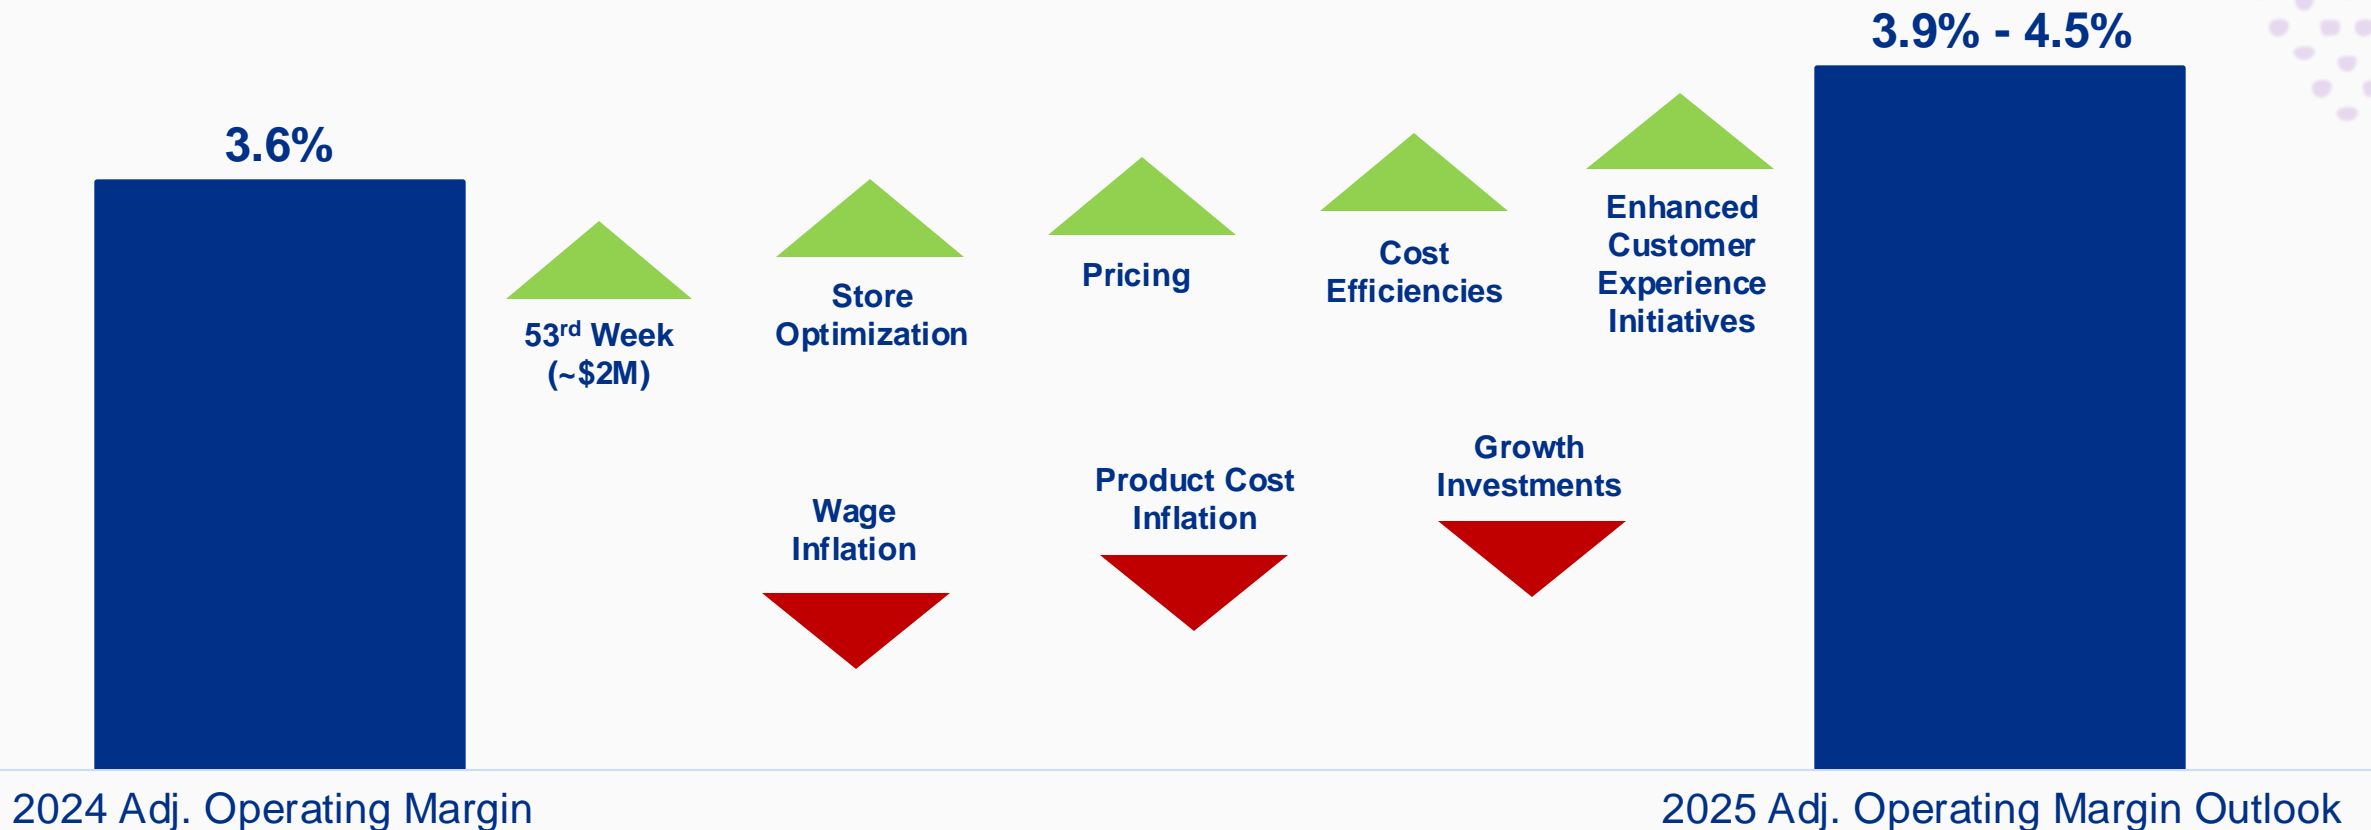 3.6%
3.9% - 4.5%
53rd Week
(~$2M)
Store
Optimization
Pricing
Cost
Efficiencies
Enhanced
Customer
Experience
Initiatives
Wage
Inflation
Product Cost
Inflation
Growth
Investments
2024 Adj. Operating Margin
2025 Adj. Operating Margin Outlook